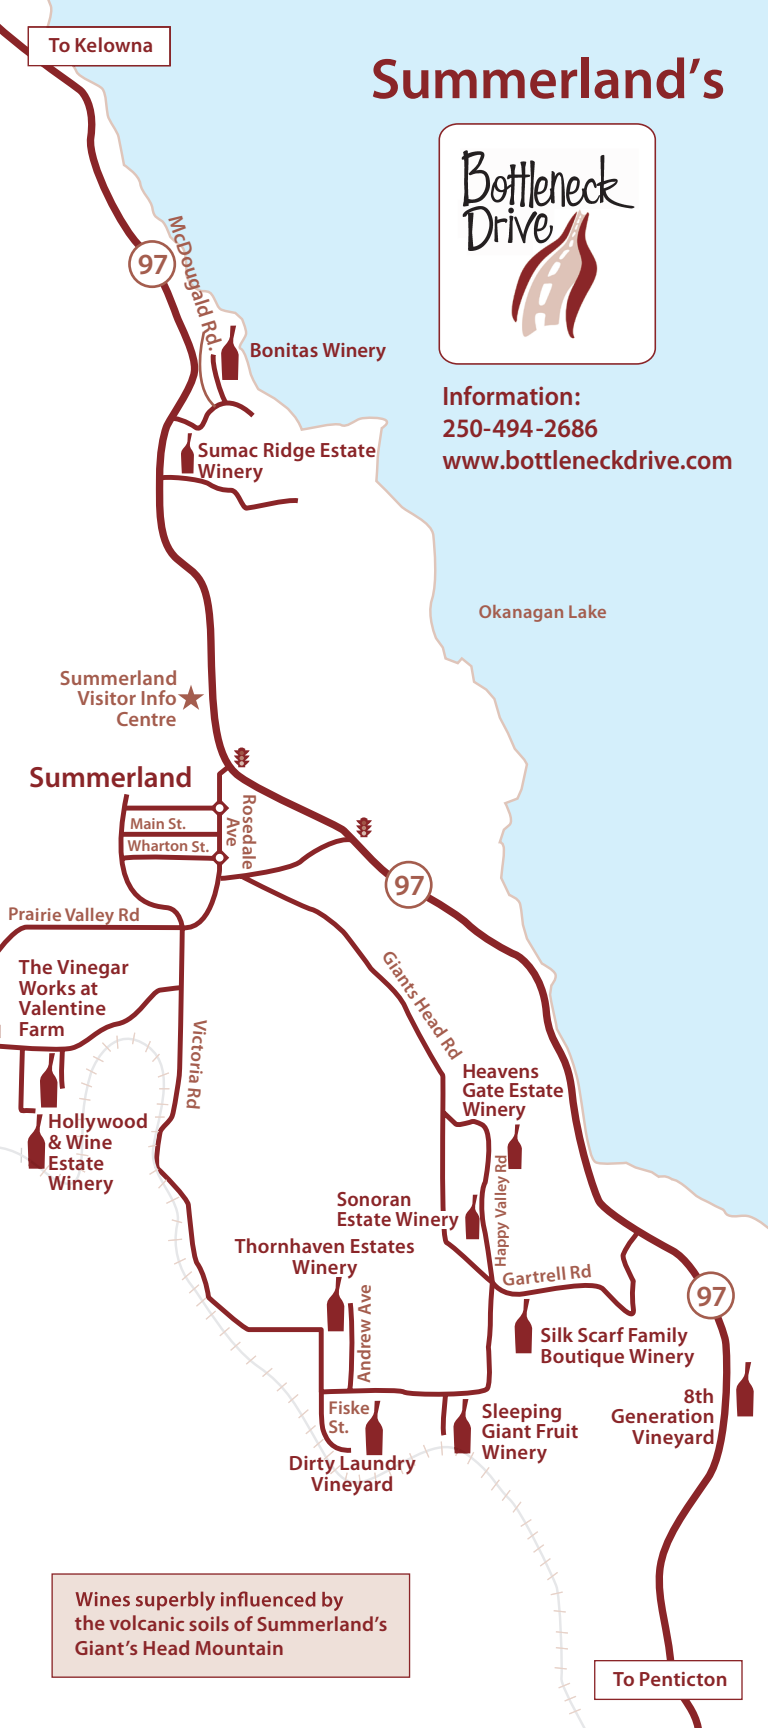 To Kelowna
Summerland's
Bottleneck
Drive
97
McDougald Rd.
Bonitas Winery
Information:
250-494-2686
www.bottleneckdrive.com
Sumac Ridge Estate
Winery
Okanagan Lake
Summerland
Visitor Info
Centre
Summerland
Main St.
Wharton St.
Rosedale
Ave
97
Prairie Valley Rd
The Vinegar
Works at
Valentine
Farm
Giants Head Rd
Victoria Rd
Heavens
Gate Estate
Winery
Hollywood
& Wine
Estate
Winery
Happy Valley Rd
Sonoran
Estate Winery
Thornhaven Estates
Winery
Gartrell Rd
Andrew Ave
97
Silk Scarf Family
Boutique Winery
8th
Generation
Vineyard
Fiske
St.
Sleeping
Giant Fruit
Winery
Dirty Laundry
Vineyard
Wines superbly influenced by
the volcanic soils of Summerland's
Giant's Head Mountain
To Penticton